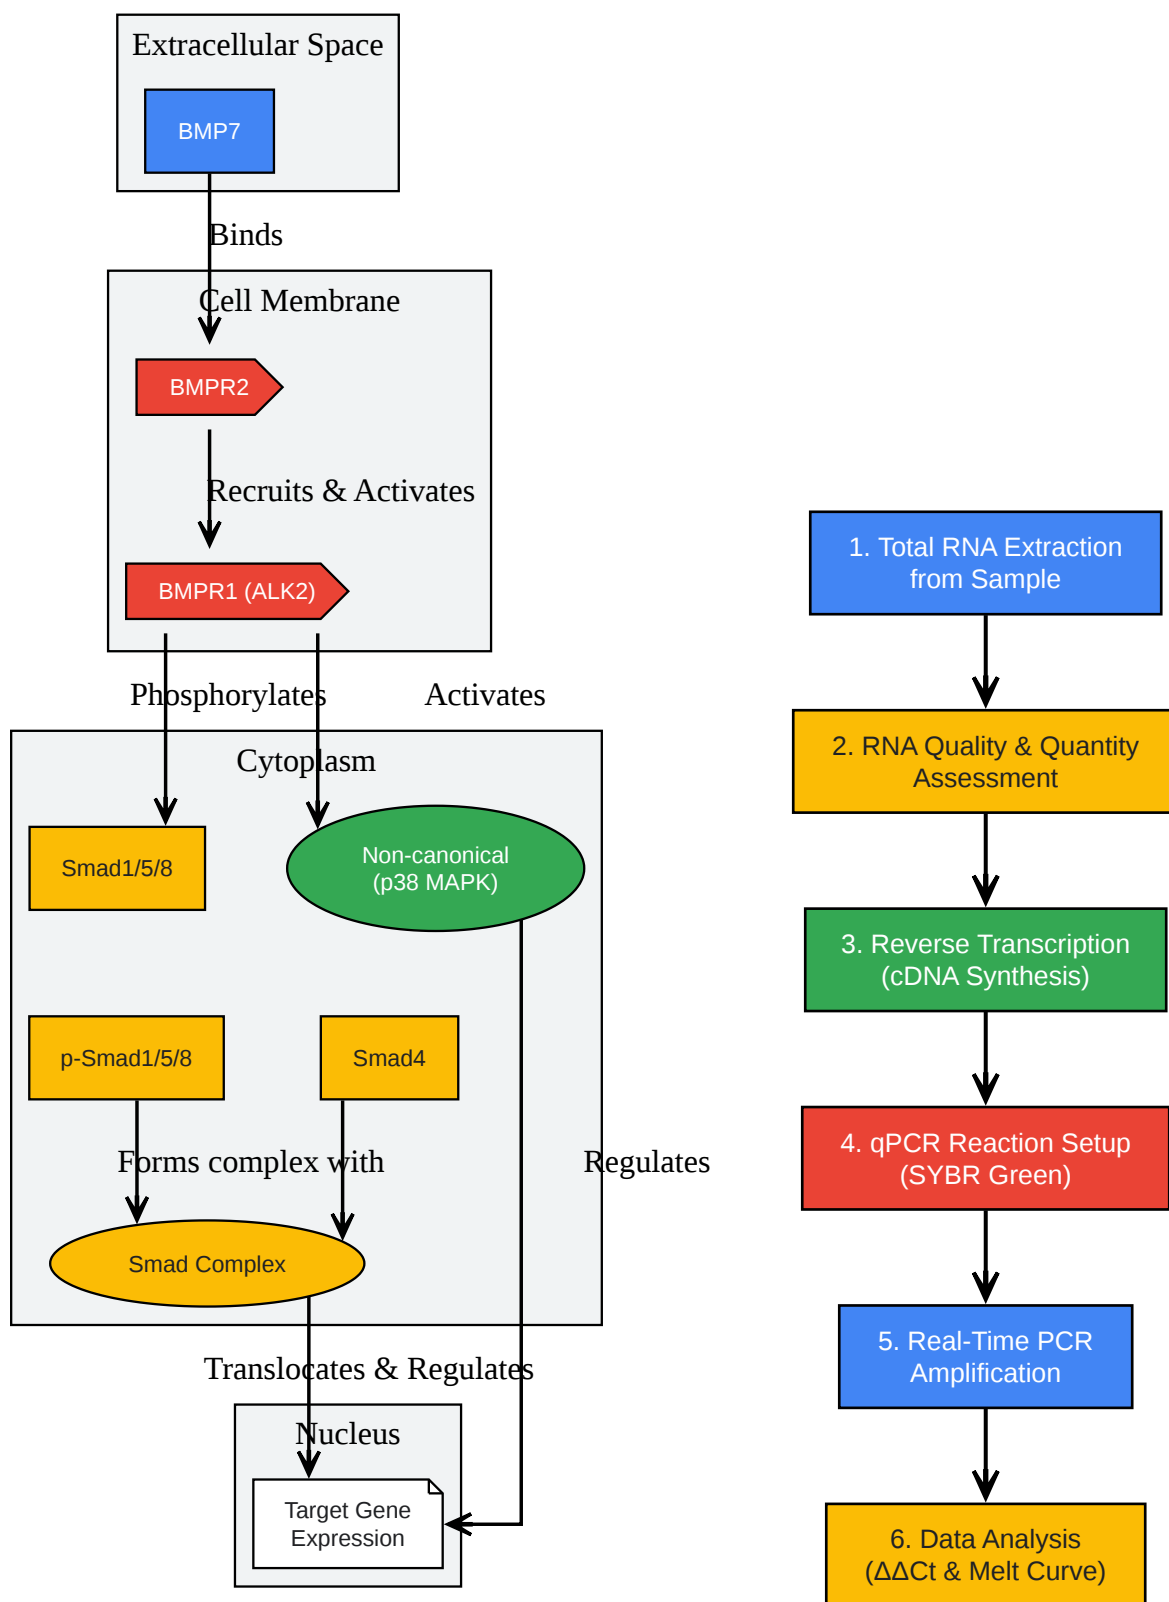 Extracellular Space
BMP7
Binds
Cell Membrane
BMPR2
Recruits & Activates
BMPR1 (ALK2)
Phosphorylates
Activates
Cytoplasm
Smad1/5/8
Non-canonical
(p38 MAPK)
p-Smad1/5/8
Smad4
Forms complex with
Regulates
Smad Complex
Translocates & Regulates
Nucleus
Target Gene
Expression
1. Total RNA Extraction
from Sample
2. RNA Quality & Quantity
Assessment
3. Reverse Transcription
(cDNA Synthesis)
4. qPCR Reaction Setup
(SYBR Green)
5. Real-Time PCR
Amplification
6. Data Analysis
(ΔΔCt & Melt Curve)